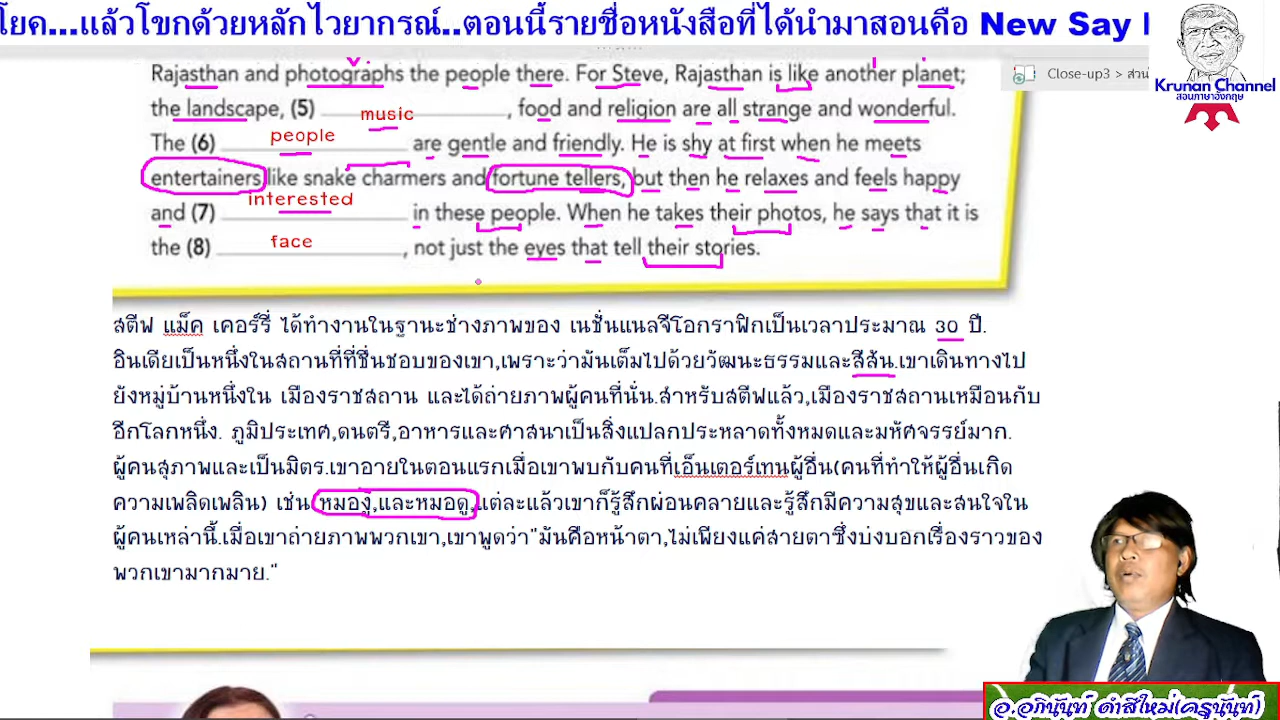 โยค...แล้วโขกด้วยหลักไวยากรณ์..ตอนนี้รายชื่อหนังสือที่ได้นำมาสอนคือ New Say
Rajasthan and photographs the people there. For Steve, Rajasthan is like another planet;
the landscape, (5) music, food and religion are all strange and wonderful.
The (6) people are gentle and friendly. He is shy at first when he meets
entertainers like snake charmers and fortune tellers, but then he relaxes and feels happy
and (7) interested in these people. When he takes their photos, he says that it is
the (8) face, not just the eyes that tell their stories.
Close-up3 > ส่วน
Krunan Channel
สอนภาษาอังกฤษ
สตีฟ แม็ค เคอร์รี่ ได้ทำงานในฐานะช่างภาพของ เนชั่นแนลจีโอกราฟิกเป็นเวลาประมาณ 30 ปี.
อินเดียเป็นหนึ่งในสถานที่ที่ชื่นชอบของเขา,เพราะว่ามันเต็มไปด้วยวัฒนะธรรมและสีสัน.เขาเดินทางไป
ยังหมู่บ้านหนึ่งใน เมืองราชสถาน และได้ถ่ายภาพผู้คนที่นั่น.สำหรับสตีฟแล้ว,เมืองราชสถานเหมือนกับ
อีกโลกหนึ่ง. ภูมิประเทศ,ดนตรี,อาหารและศาสนาเป็นสิ่งแปลกประหลาดทั้งหมดและมหัศจรรย์มาก.
ผู้คนสุภาพและเป็นมิตร.เขาอายในตอนแรกเมื่อเขาพบกับคนที่เอ็นเตอร์เทนผู้อื่น(คนที่ทำให้ผู้อื่นเกิด
ความเพลิดเพลิน) เช่น หมองู,และหมอดู,แต่ละแล้วเขาก็รู้สึกผ่อนคลายและรู้สึกมีความสุขและสนใจใน
ผู้คนเหล่านี้.เมื่อเขาถ่ายภาพพวกเขา,เขาพูดว่า"มันคือหน้าตา,ไม่เพียงแค่สายตาซึ่งบ่งบอกเรื่องราวของ
พวกเขามากมาย."
อ.อภินันท์ ดำสีใหม่(ครูนันท์)